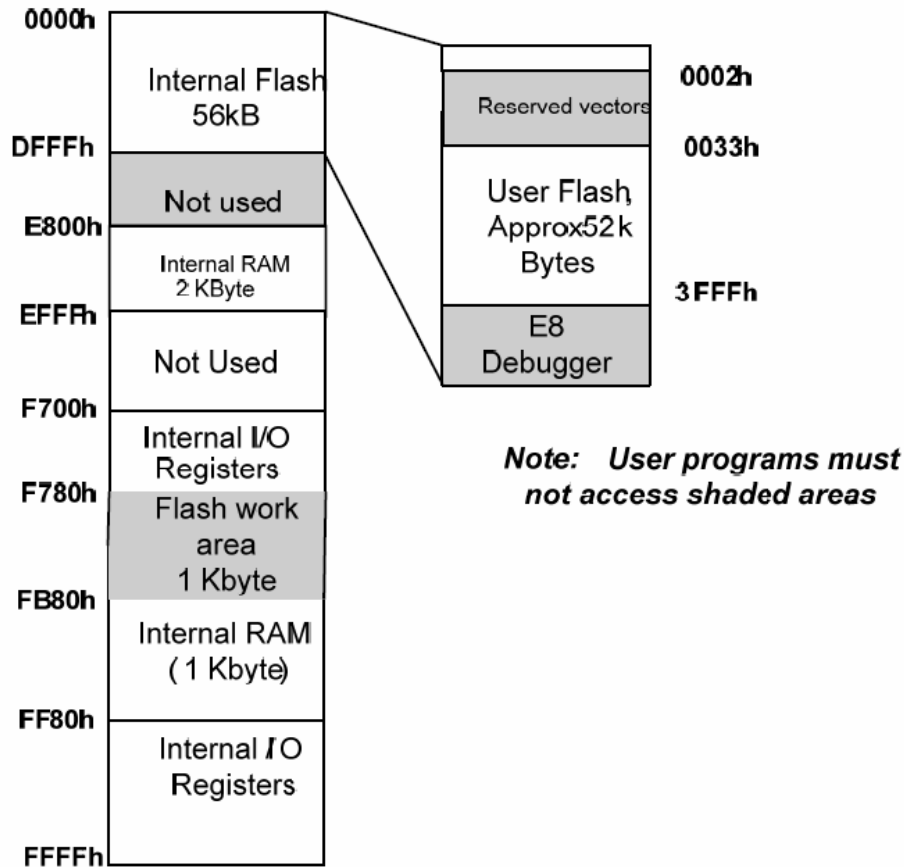 0000h
Internal Flash
56kB
DFFFh
Not used
E800h
Internal RAM
2 KByte
EFFFh
Not Used
F700h
Internal I/O
Registers
F780h
Flash work
area
1 Kbyte
FB80h
Internal RAM
( 1 Kbyte)
FF80h
Internal I/O
Registers
FFFFh
0002h
Reserved vectors
0033h
User Flash,
Approx52k
Bytes
3FFFh
E8
Debugger
Note: User programs must
not access shaded areas